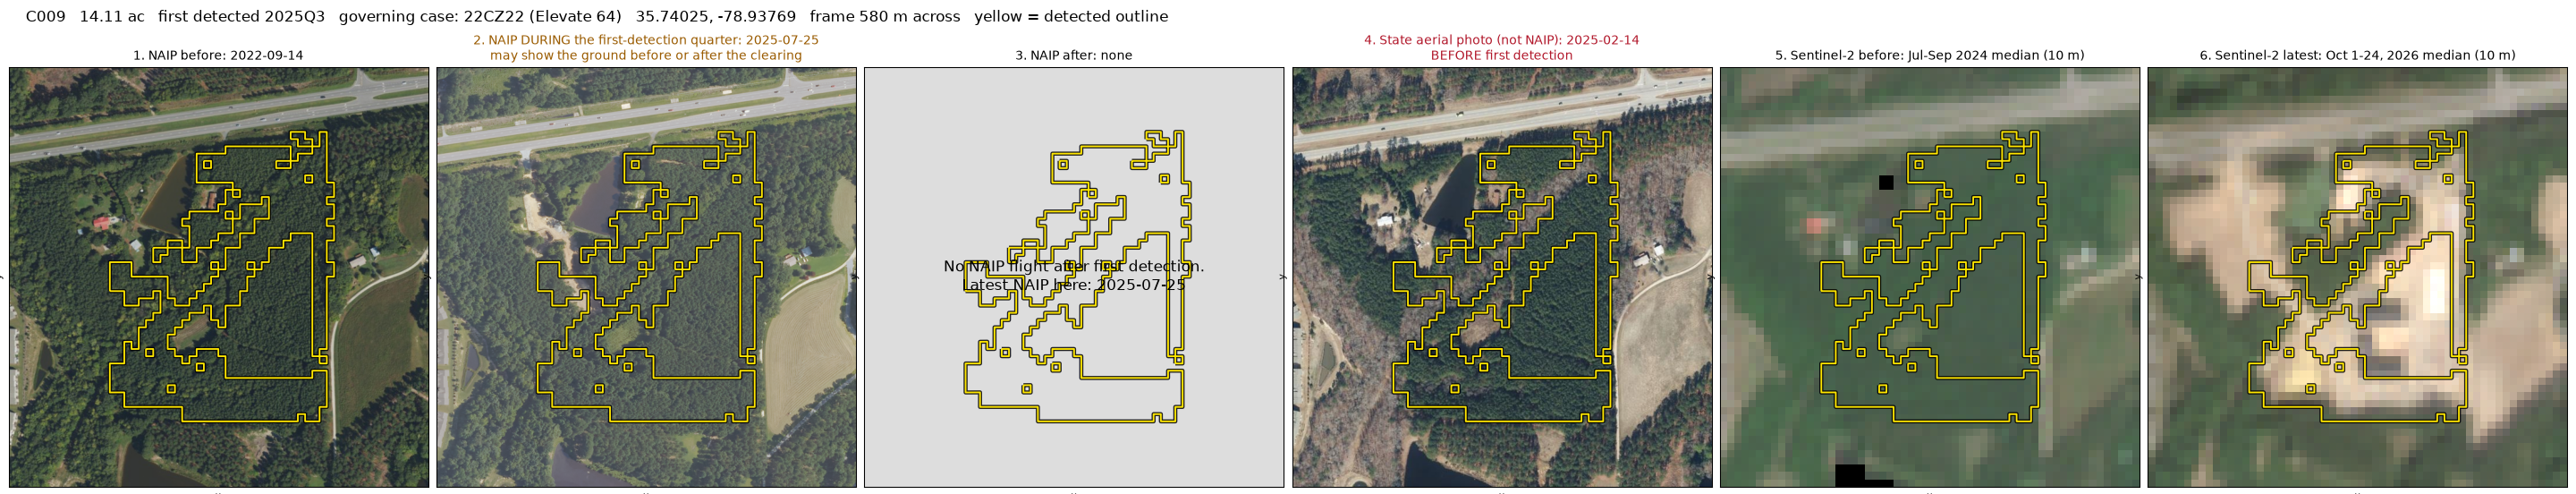 C009   14.11 ac   first detected 2025Q3   governing case: 22CZ22 (Elevate 64)   35.74025, -78.93769   frame 580 m across   yellow = detected outline
1. NAIP before: 2022-09-14
2. NAIP DURING the first-detection quarter: 2025-07-25
may show the ground before or after the clearing
3. NAIP after: none
4. State aerial photo (not NAIP): 2025-02-14
BEFORE first detection
5. Sentinel-2 before: Jul-Sep 2024 median (10 m)
6. Sentinel-2 latest: Oct 1-24, 2026 median (10 m)
No NAIP flight after first detection.
Latest NAIP here: 2025-07-25